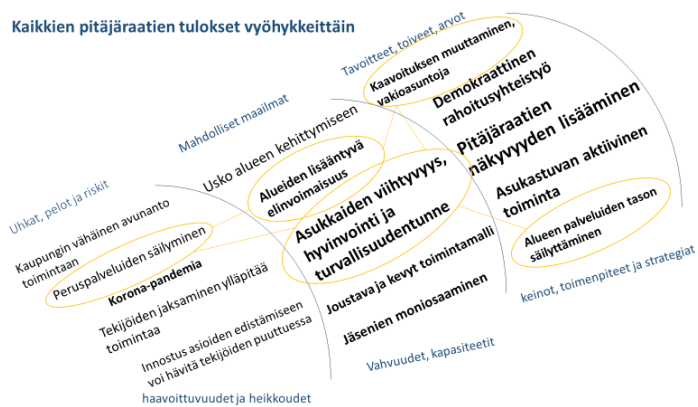 Kaikkien pitäjäraatien tulokset vyöhykkeittäin
Uhkat, pelot ja riskit
Kaupungin vähäinen avunanto
toimintaan
Peruspalveluiden säilyminen
Korona-pandemia
Tekijöiden jaksaminen ylläpitää
toimintaa
Innostus asioiden edistämiseen
voi hävitä tekijöiden puuttuessa
haavoittuvuudet ja heikkoudet
Mahdolliset maailmat
Usko alueen kehittymiseen
Alueiden lisääntyvä
elinvoimaisuus
Asukkaiden viihtyvyys,
hyvinvointi ja
turvallisuudentunne
Joustava ja kevyt toimintamalli
Jäsenien moniosaaminen
Vahvuudet, kapasiteetit
Tavoitteet, toiveet, arvot
Kaavoituksen muuttaminen,
vakioasuntoja
Demokraattinen
rahoitusyhteistyö
Pitäjäraatien
näkyvyyden lisääminen
Asukastuvan aktiivinen
toiminta
Alueen palveluiden tason
säilyttäminen
keinot, toimenpiteet ja strategiat